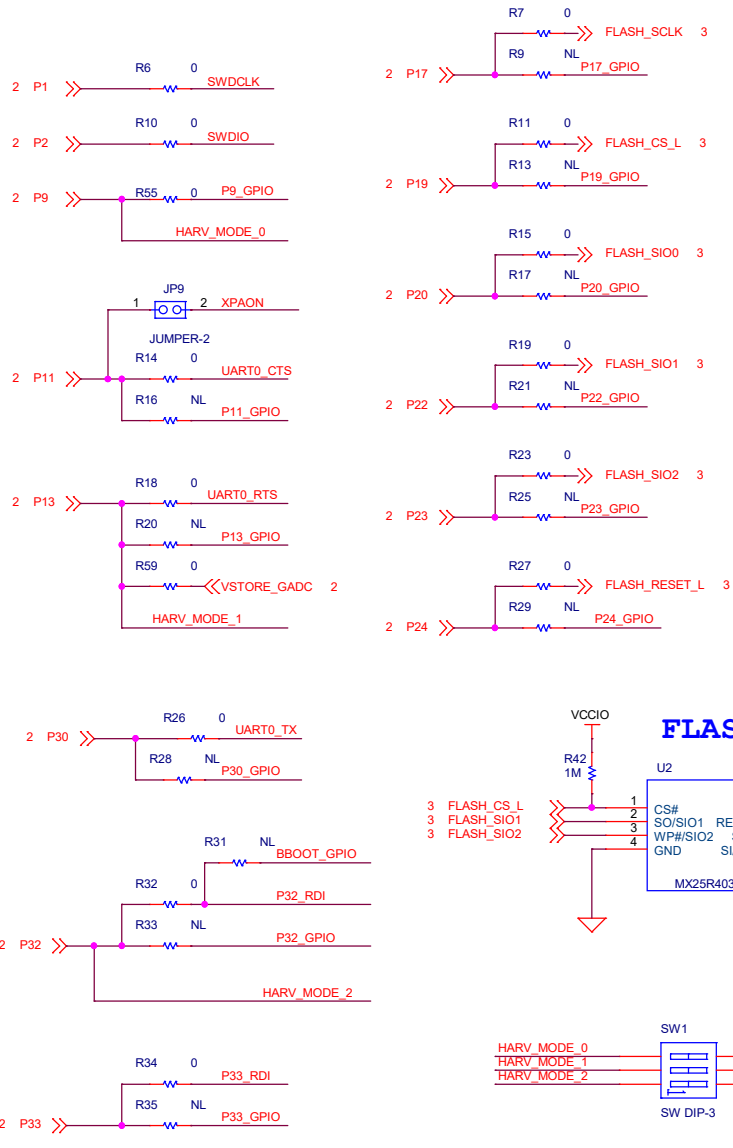 R6 0
2 P1 SWDCLK
R10 0
2 P2 SWDIO
2 P9 R55 0 P9_GPIO
HARV_MODE_0
JP9
1 2 XPAON
JUMPER-2
R14 0
2 P11 UART0_CTS
R16 NL
P11_GPIO
R18 0
2 P13 UART0_RTS
R20 NL
P13_GPIO
R59 0
VSTORE_GADC 2
HARV_MODE_1
R26 0
2 P30 UART0_TX
R28 NL
P30_GPIO
R31 NL
BBOOT_GPIO
R32 0
P32_RDI
R33 NL
2 P32 P32_GPIO
HARV_MODE_2
R34 0
P33_RDI
R35 NL
2 P33 P33_GPIO
R7 0
FLASH_SCLK 3
R9 NL
2 P17 P17_GPIO
R11 0
FLASH_CS_L 3
R13 NL
2 P19 P19_GPIO
R15 0
FLASH_SIO0 3
R17 NL
2 P20 P20_GPIO
R19 0
FLASH_SIO1 3
R21 NL
2 P22 P22_GPIO
R23 0
FLASH_SIO2 3
R25 NL
2 P23 P23_GPIO
R27 0
FLASH_RESET_L 3
R29 NL
2 P24 P24_GPIO
VCCIO
FLAS
R42
1M
U2
3 FLASH_CS_L 1 CS#
3 FLASH_SIO1 2 SO/SIO1 RE
3 FLASH_SIO2 3 WP#/SIO2
4 GND SI
MX25R403
SW1
HARV_MODE_0
HARV_MODE_1
HARV_MODE_2
1
SW DIP-3